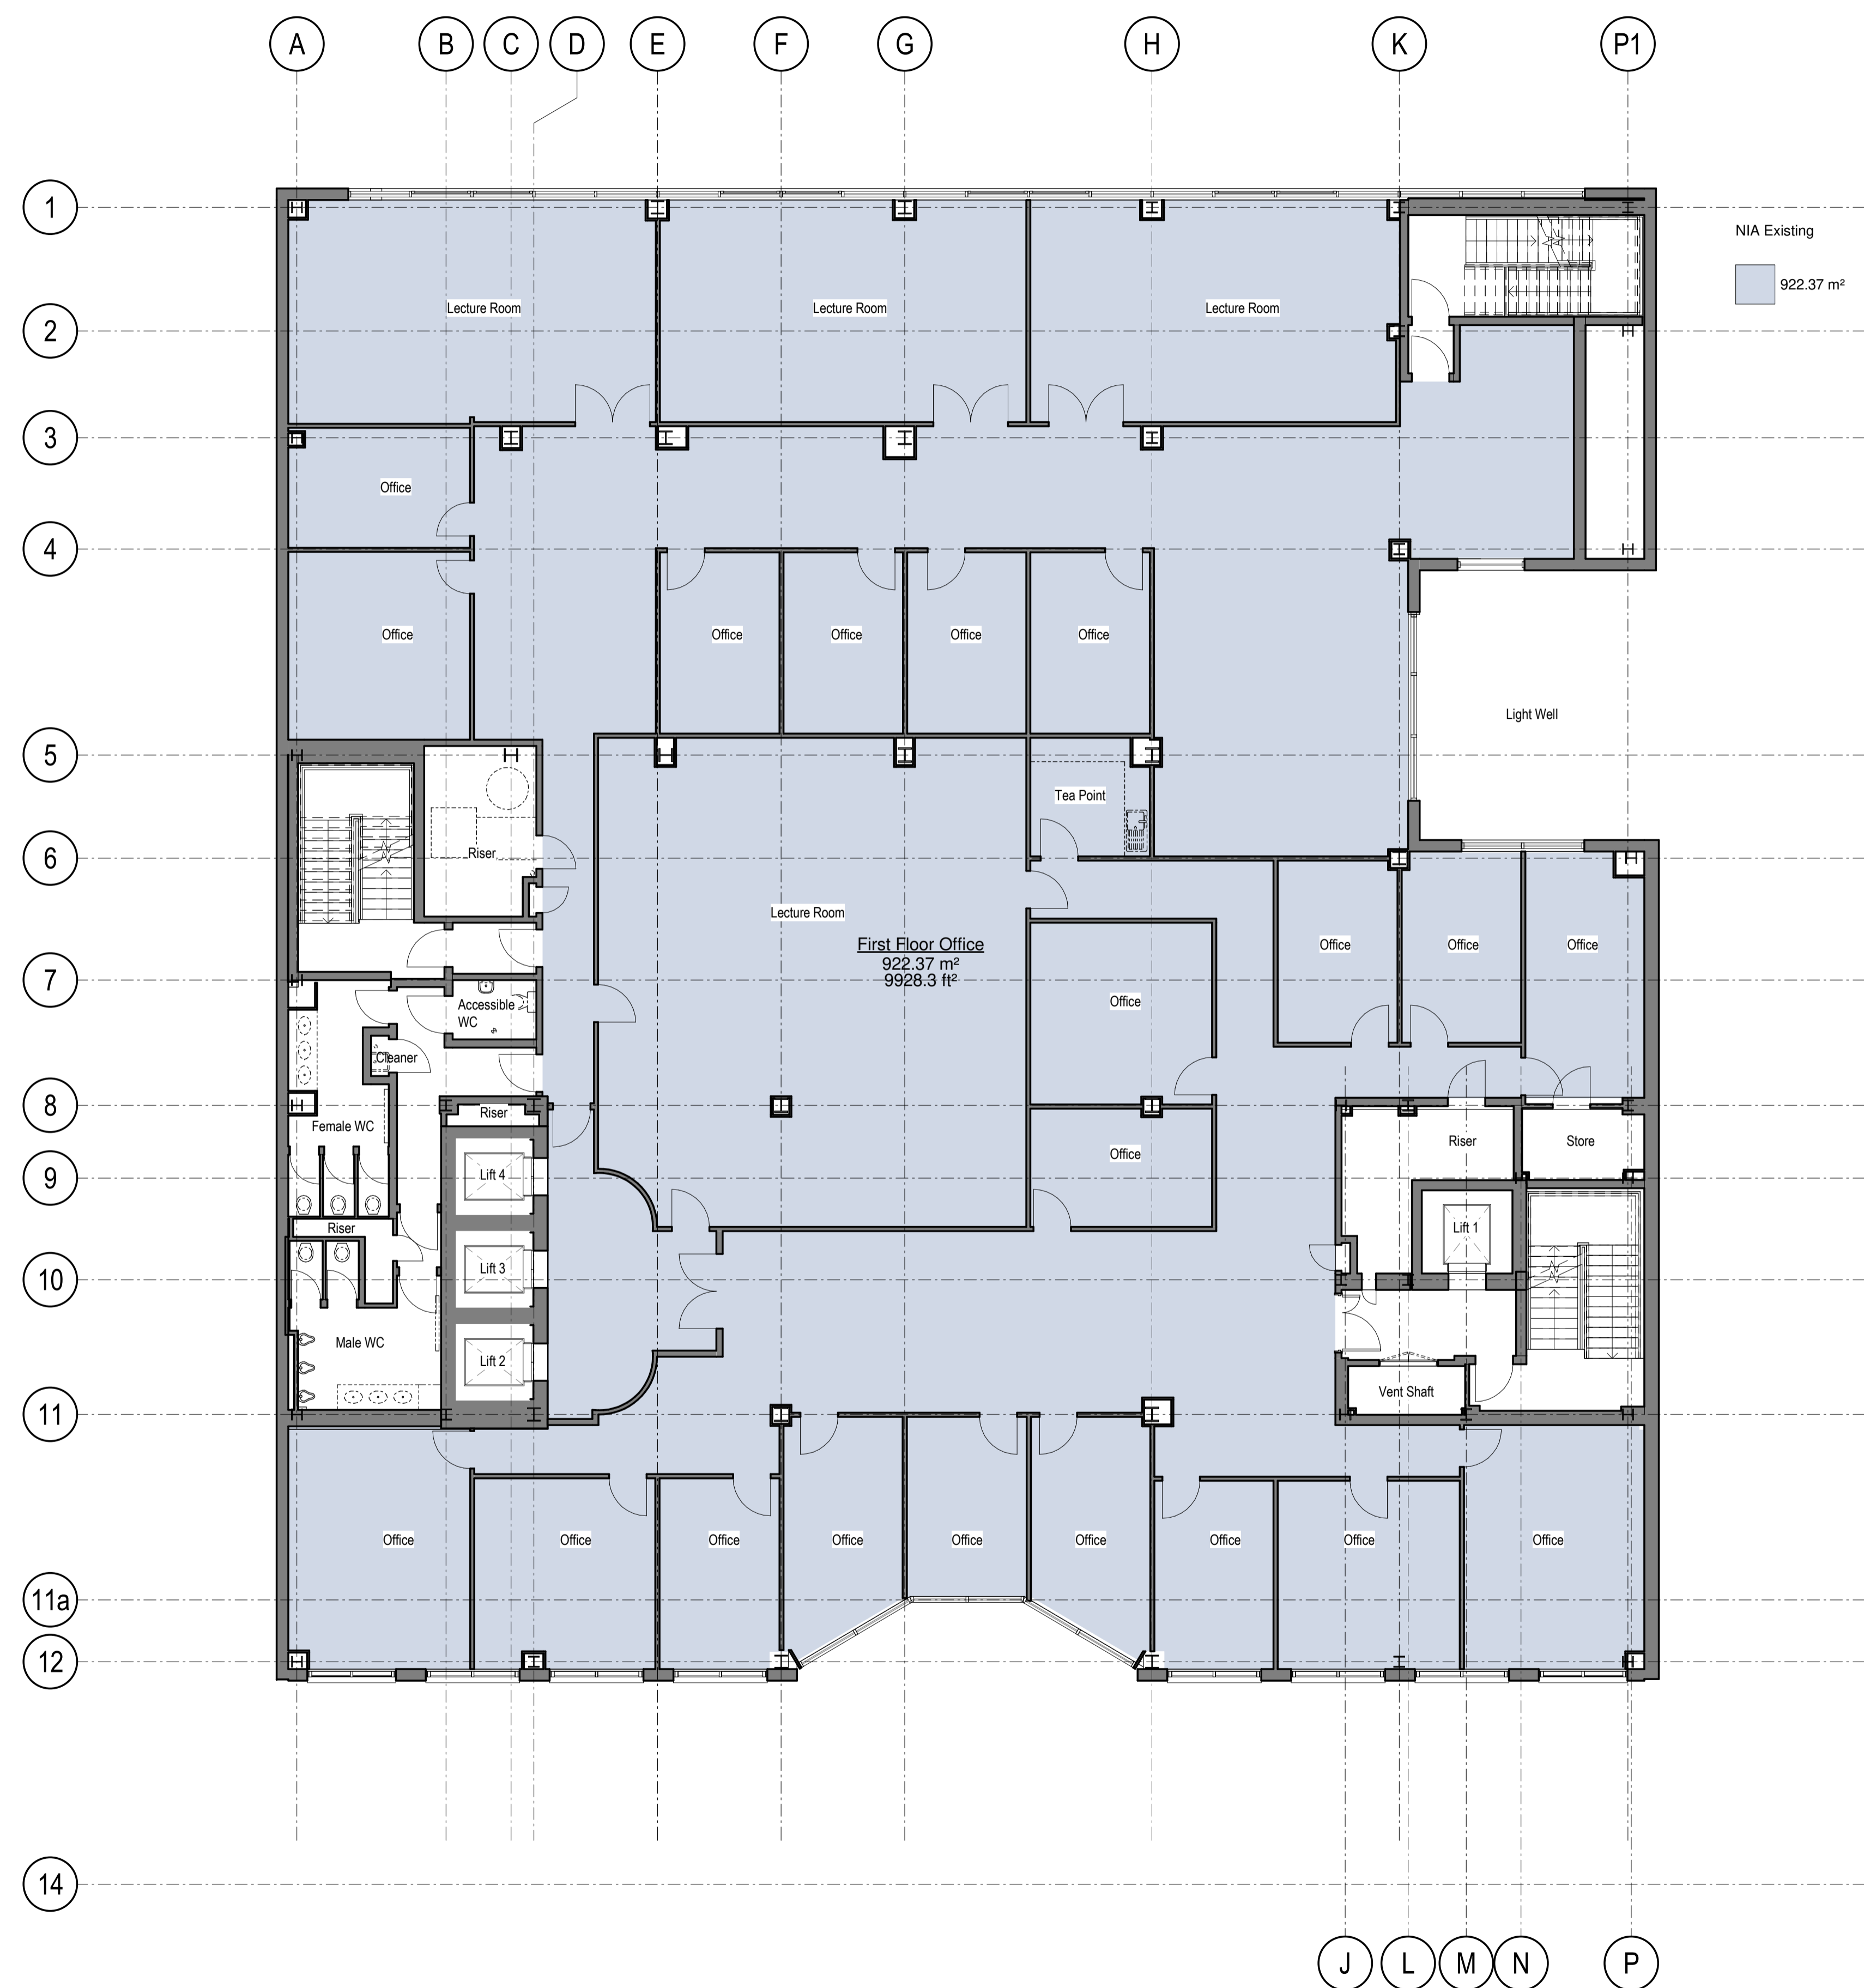 A B C D E F G H K P1
1
NIA Existing
922.37 m²
Lecture Room Lecture Room Lecture Room
2
3
Office
4
Office Office Office Office Office
Light Well
5
Tea Point
6
Riser
Lecture Room
First Floor Office
922.37 m²
9928.3 ft²
Office Office Office
7
Office
Accessible
WC
Cleaner
8
Riser
Female WC
Riser Store
Office
9
Lift 4
Riser
Lift 1
10
Lift 3
Male WC
Lift 2
Vent Shaft
11
Office Office Office Office Office Office Office Office Office
11a
12
14
J L M N P